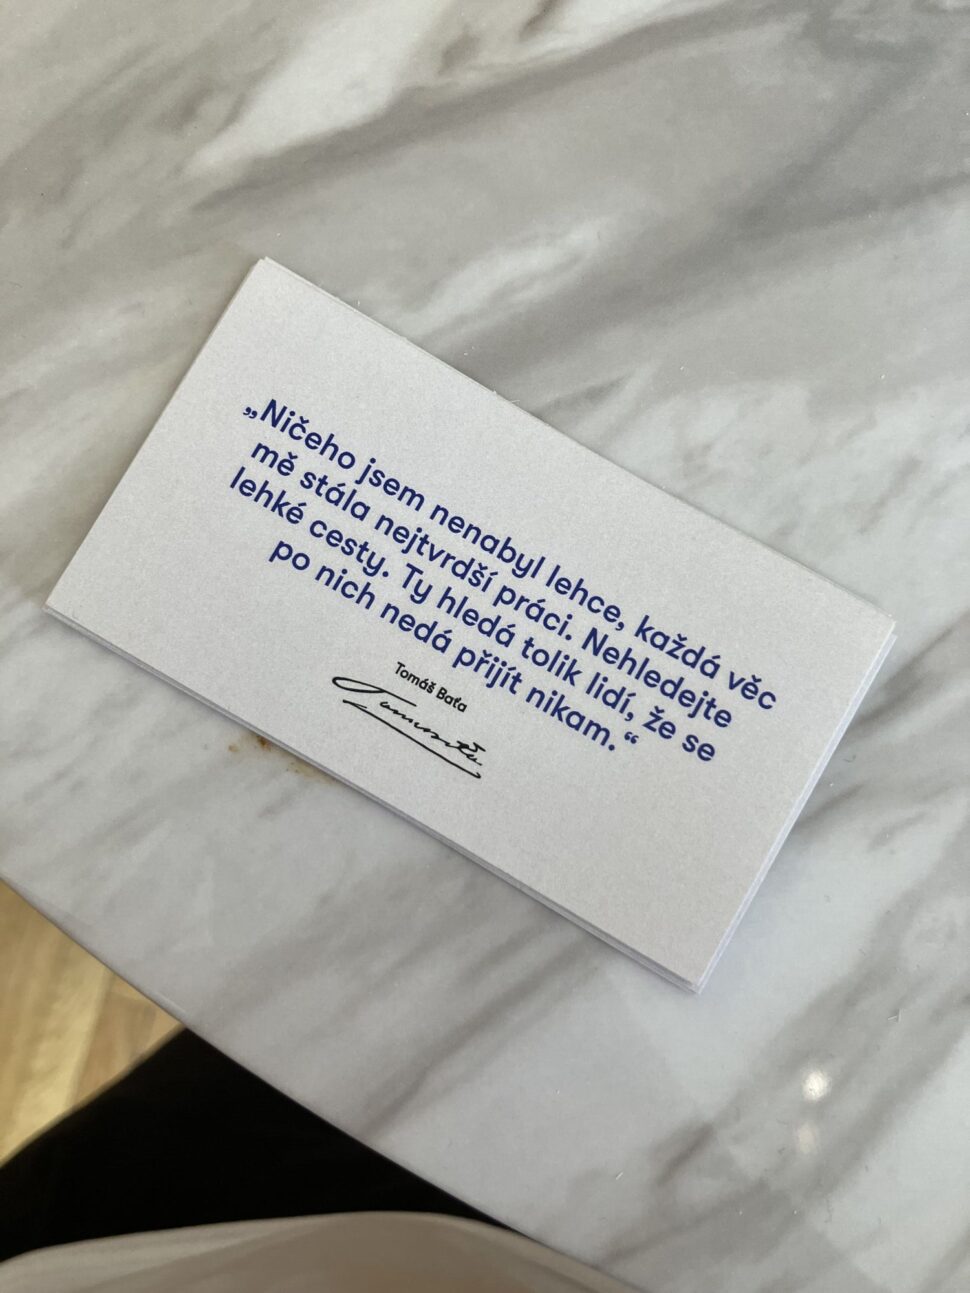 „Ničeho jsem nenabyl lehce, každá věc
mě stála nejtvrdší práci. Nehledejte
lehké cesty. Ty hledá tolik lidí, že se
po nich nedá přijít nikam.“
Tomáš Baťa